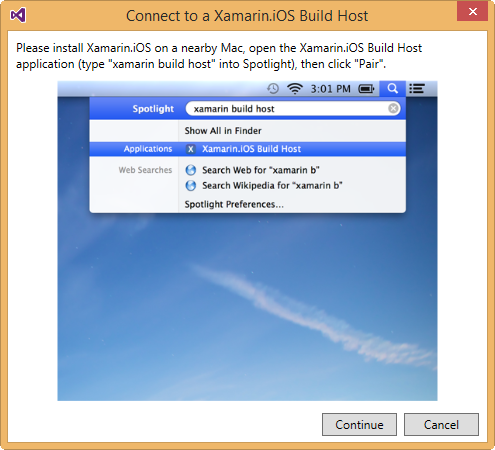 Connect to a Xamarin.iOS Build Host
Please install Xamarin.iOS on a nearby Mac, open the Xamarin.iOS Build Host
application (type "xamarin build host" into Spotlight), then click "Pair".
3:01 PM
Spotlight xamarin build host
Show All in Finder
Applications X Xamarin.iOS Build Host
Web Searches Search Web for "xamarin b"
Search Wikipedia for "xamarin b"
Spotlight Preferences...
Continue Cancel